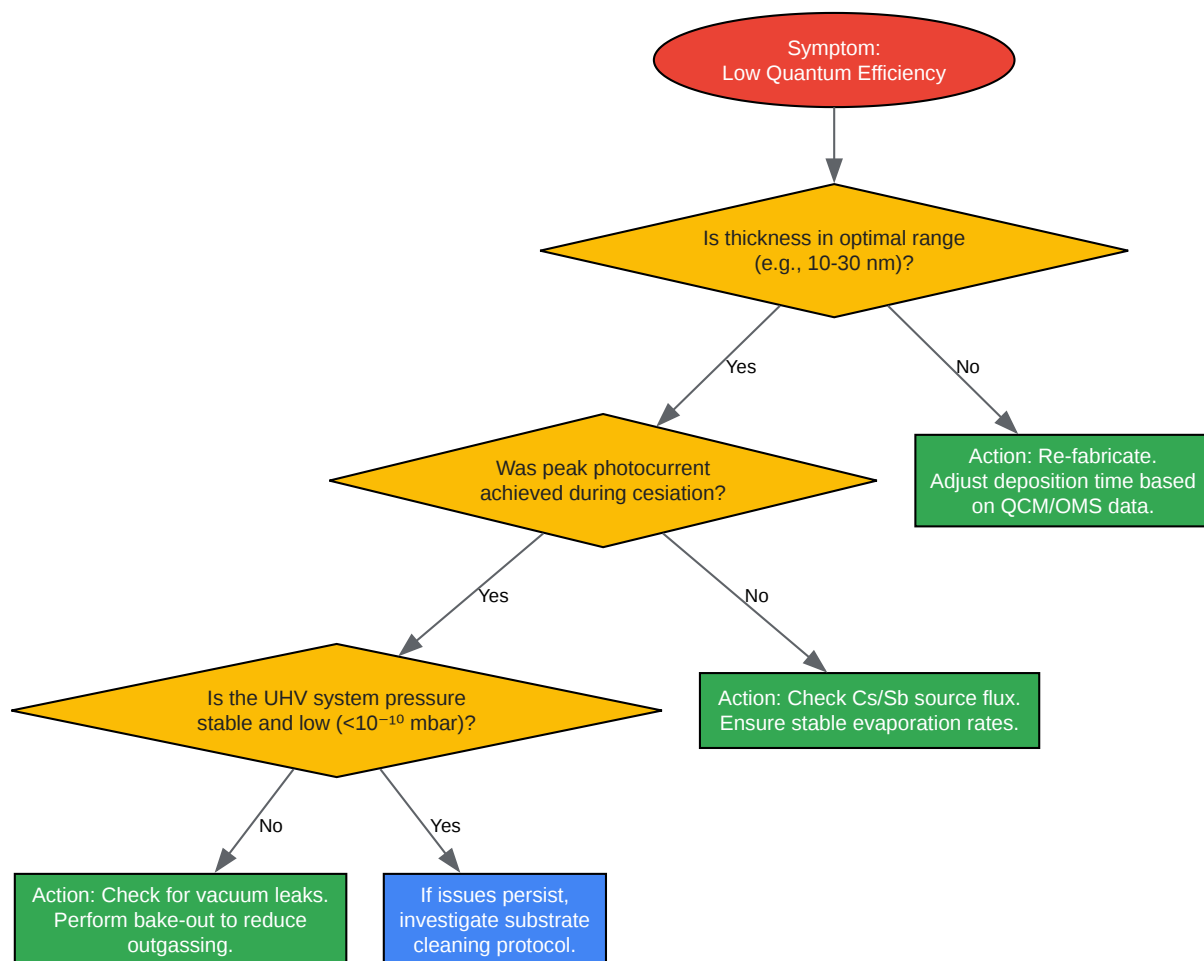 Symptom:
Low Quantum Efficiency
Is thickness in optimal range
(e.g., 10-30 nm)?
Yes
No
Was peak photocurrent
achieved during cesiation?
Action: Re-fabricate.
Adjust deposition time based
on QCM/OMS data.
Yes
No
Is the UHV system pressure
stable and low (<10⁻¹⁰ mbar)?
Action: Check Cs/Sb source flux.
Ensure stable evaporation rates.
No
Yes
Action: Check for vacuum leaks.
Perform bake-out to reduce
outgassing.
If issues persist,
investigate substrate
cleaning protocol.